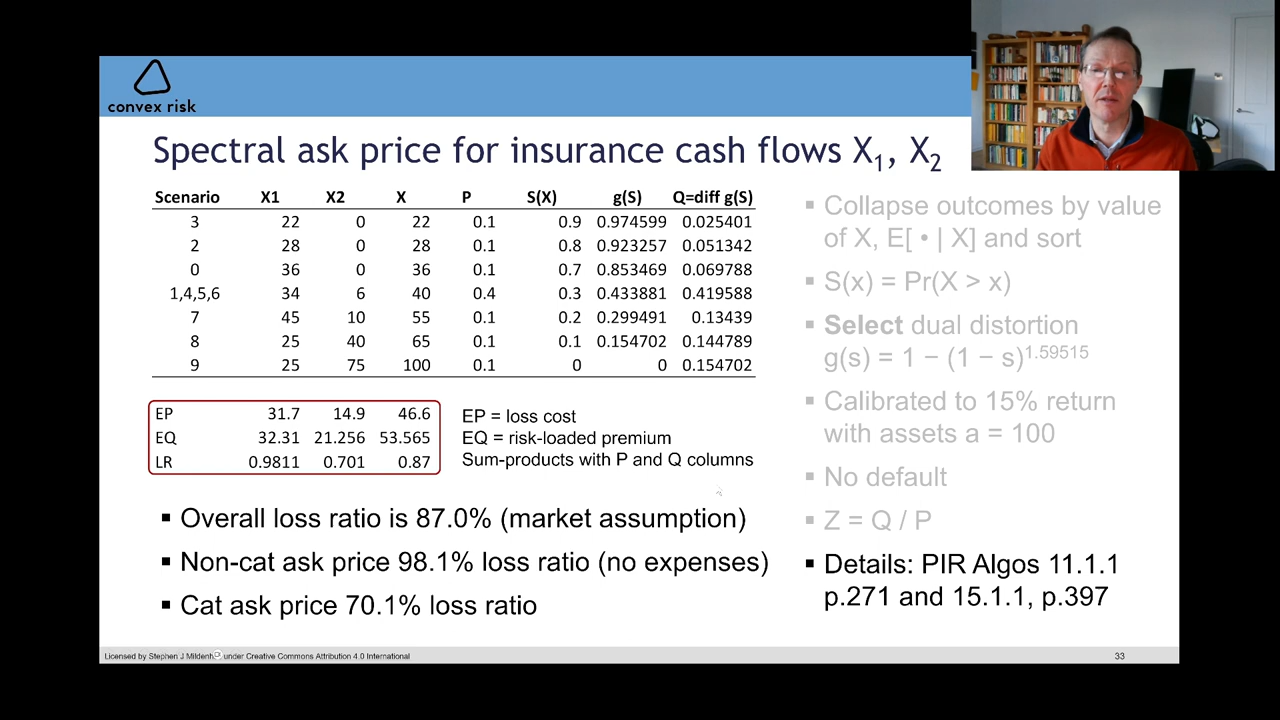 convex risk
Spectral ask price for insurance cash flows X₁, X₂
Scenario X1 X2 X P S(X) g(S) Q=diff g(S)
3 22 0 22 0.1 0.9 0.974599 0.025401
2 28 0 28 0.1 0.8 0.923257 0.051342
0 36 0 36 0.1 0.7 0.853469 0.069788
1,4,5,6 34 6 40 0.4 0.3 0.433881 0.419588
7 45 10 55 0.1 0.2 0.299491 0.13439
8 25 40 65 0.1 0.1 0.154702 0.144789
9 25 75 100 0.1 0 0 0.154702
EP 31.7 14.9 46.6
EQ 32.31 21.256 53.565
LR 0.9811 0.701 0.87
EP = loss cost
EQ = risk-loaded premium
Sum-products with P and Q columns
▪ Overall loss ratio is 87.0% (market assumption)
▪ Non-cat ask price 98.1% loss ratio (no expenses)
▪ Cat ask price 70.1% loss ratio
▪ Collapse outcomes by value
of X, E[ • | X] and sort
▪ S(x) = Pr(X > x)
▪ Select dual distortion
g(s) = 1 − (1 − s)^1.59515
▪ Calibrated to 15% return
with assets a = 100
▪ No default
▪ Z = Q / P
▪ Details: PIR Algos 11.1.1
p.271 and 15.1.1, p.397
Licensed by Stephen J under Creative Commons Attribution 4.0 International
33